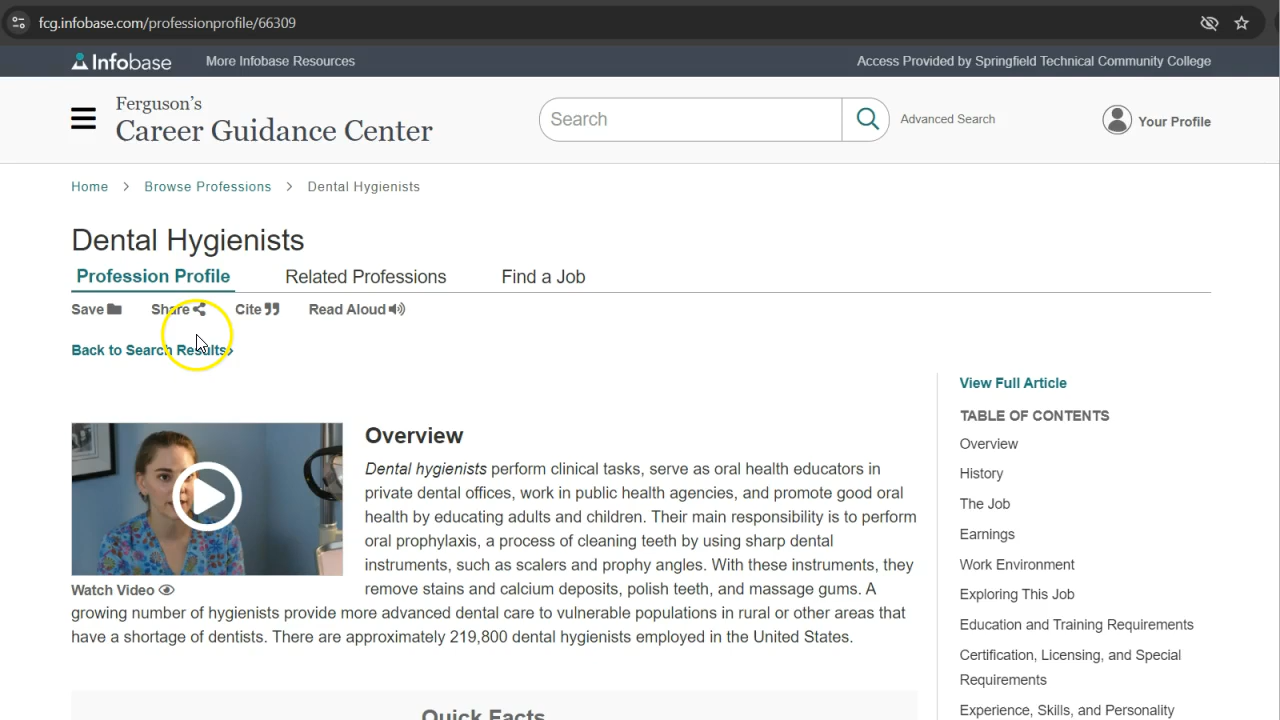 fcg.infobase.com/professionprofile/66309
Infobase
More Infobase Resources
Access Provided by Springfield Technical Community College
Ferguson's
Career Guidance Center
Search
Advanced Search
Your Profile
Home > Browse Professions > Dental Hygienists
Dental Hygienists
Profession Profile
Related Professions
Find a Job
Save
Share
Cite
Read Aloud
Back to Search Results›
Watch Video
Overview
Dental hygienists perform clinical tasks, serve as oral health educators in
private dental offices, work in public health agencies, and promote good oral
health by educating adults and children. Their main responsibility is to perform
oral prophylaxis, a process of cleaning teeth by using sharp dental
instruments, such as scalers and prophy angles. With these instruments, they
remove stains and calcium deposits, polish teeth, and massage gums. A
growing number of hygienists provide more advanced dental care to vulnerable populations in rural or other areas that
have a shortage of dentists. There are approximately 219,800 dental hygienists employed in the United States.
Quick Facts
View Full Article
TABLE OF CONTENTS
Overview
History
The Job
Earnings
Work Environment
Exploring This Job
Education and Training Requirements
Certification, Licensing, and Special
Requirements
Experience, Skills, and Personality